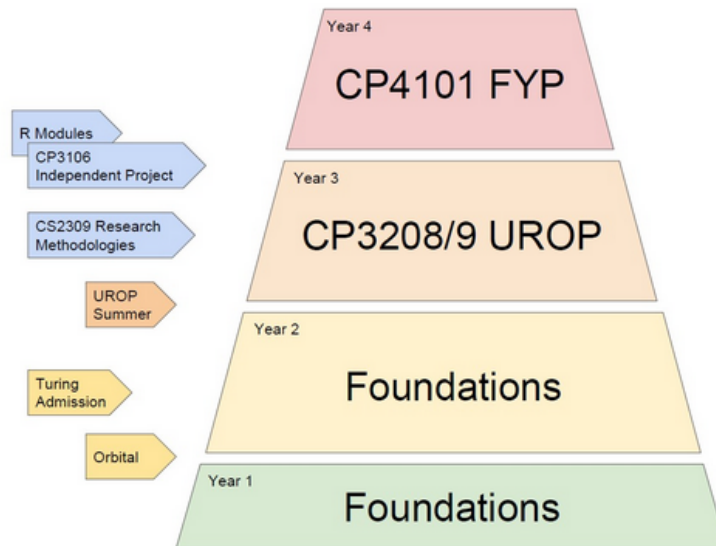 Year 4
CP4101 FYP
R Modules
CP3106
Independent Project
Year 3
CP3208/9 UROP
CS2309 Research
Methodologies
UROP
Summer
Year 2
Foundations
Turing
Admission
Orbital
Year 1
Foundations